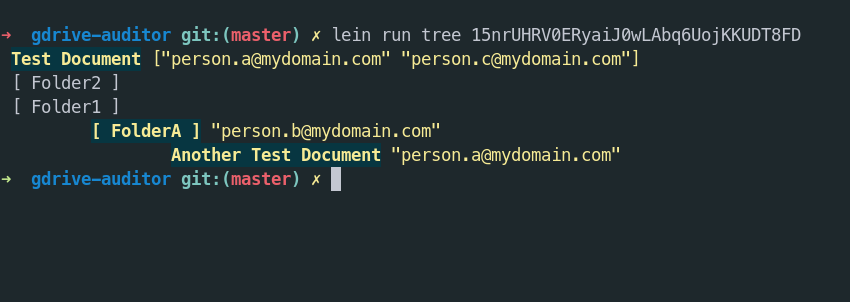 → gdrive-auditor git:(master) ✗ lein run tree 15nrUHRV0ERyaiJ0wLAbq6UojKKUDT8FD
Test Document ["person.a@mydomain.com" "person.c@mydomain.com"]
[ Folder2 ]
[ Folder1 ]
[ FolderA ] "person.b@mydomain.com"
Another Test Document "person.a@mydomain.com"
→ gdrive-auditor git:(master) ✗